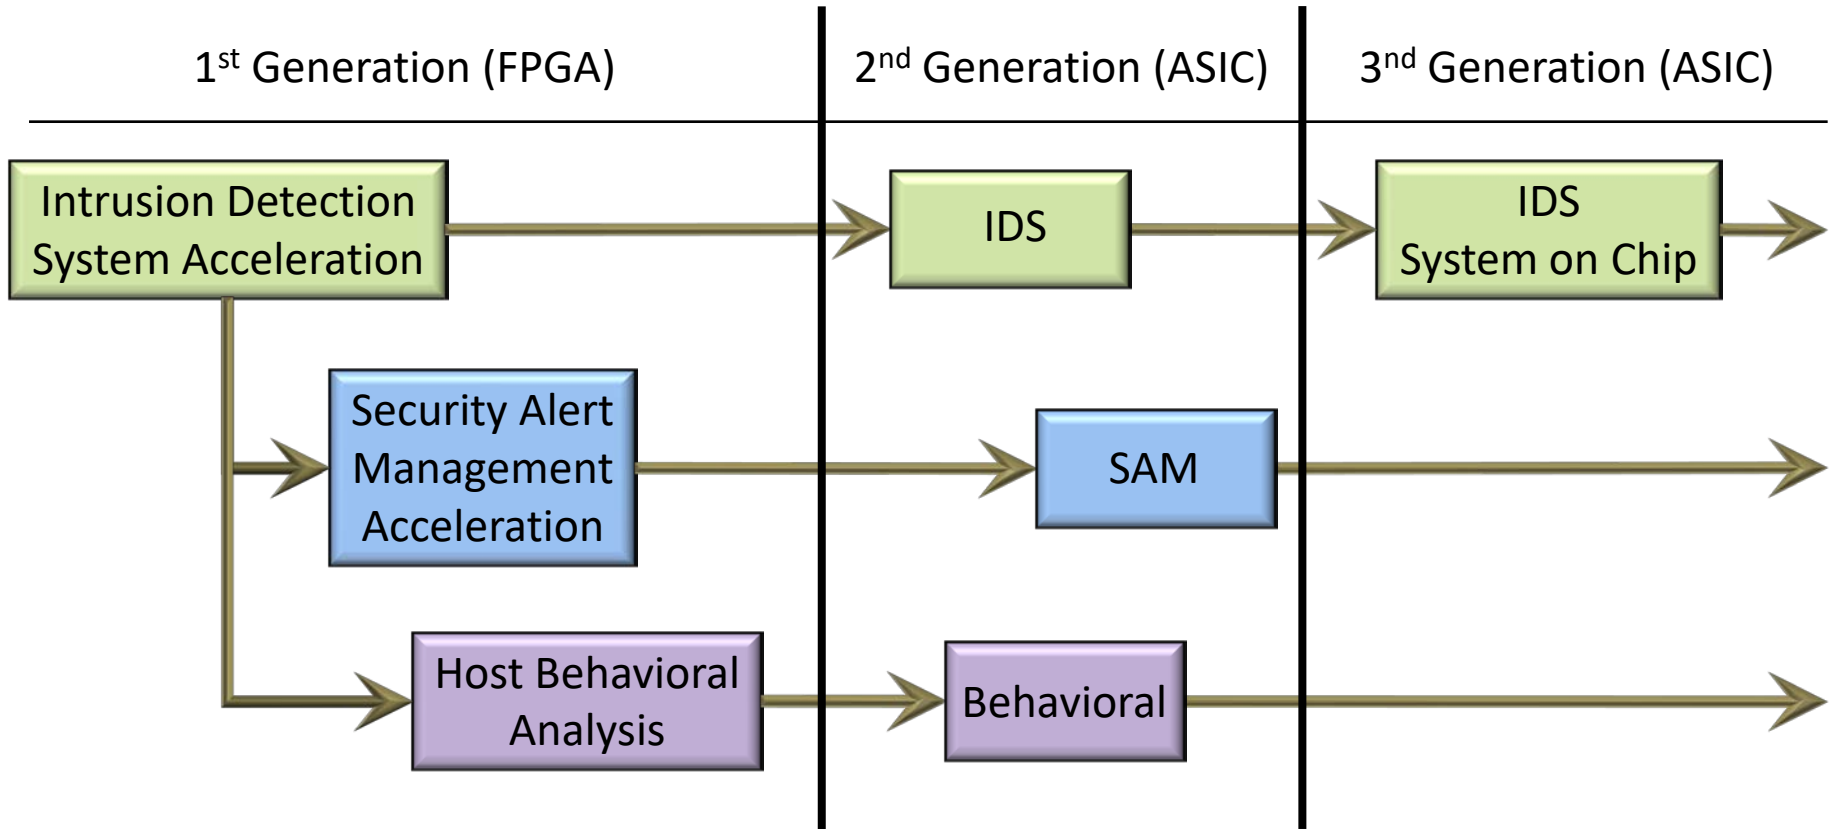 1st Generation (FPGA)
2nd Generation (ASIC)
3nd Generation (ASIC)
Intrusion Detection
System Acceleration
IDS
IDS
System on Chip
Security Alert
Management
Acceleration
SAM
Host Behavioral
Analysis
Behavioral